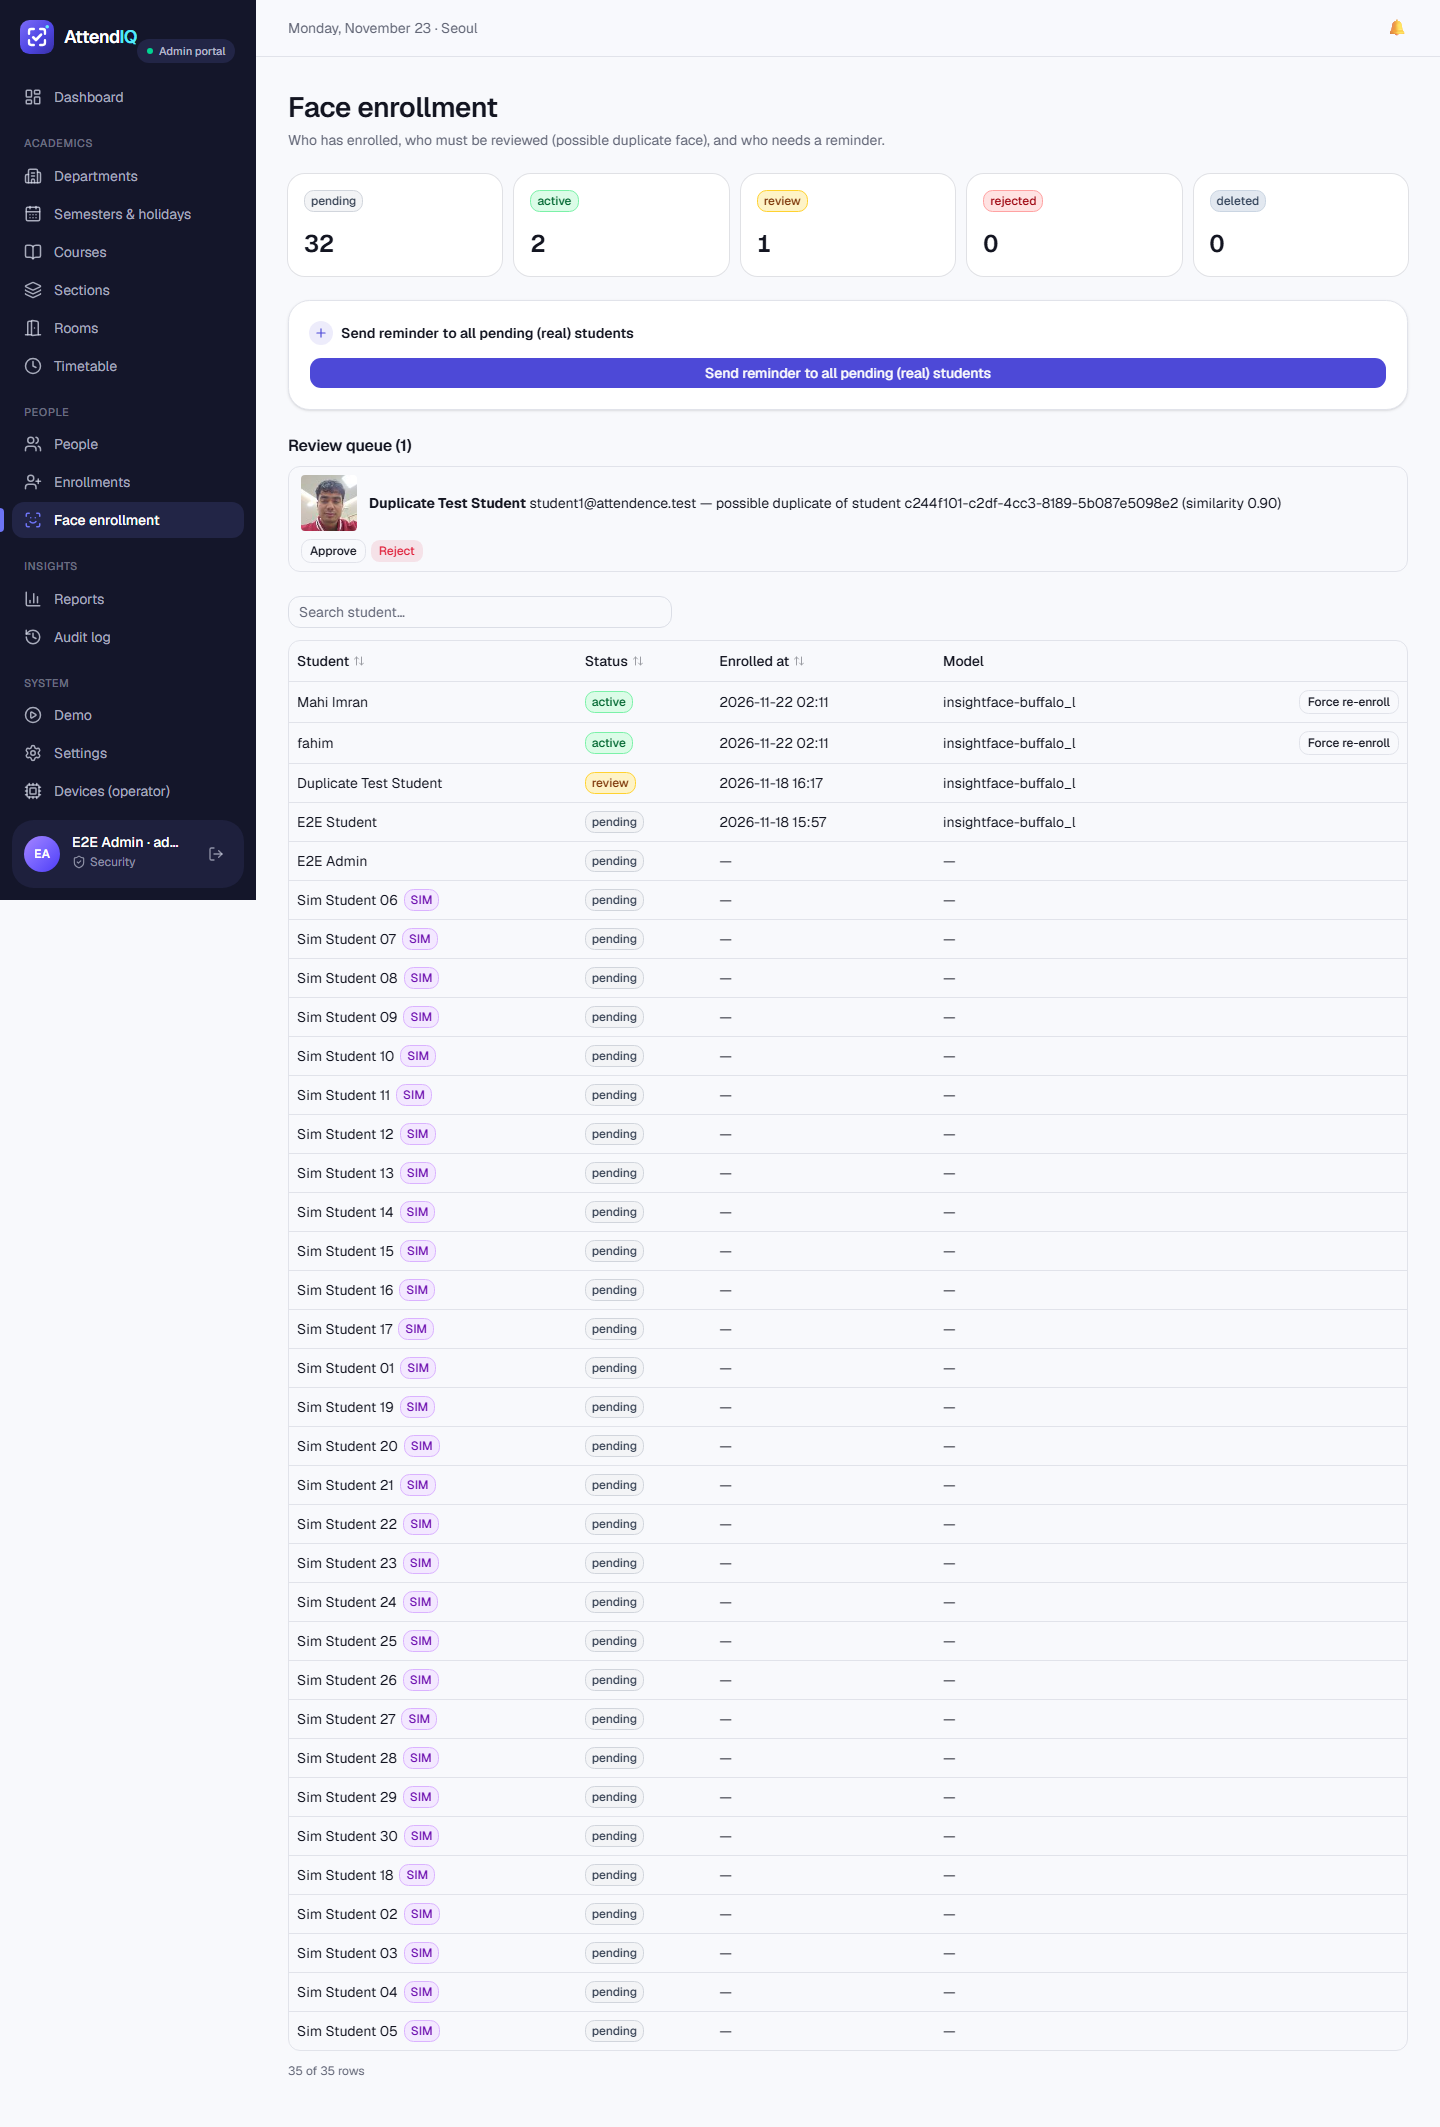 AttendIQ
Admin portal
Dashboard
ACADEMICS
Departments
Semesters & holidays
Courses
Sections
Rooms
Timetable
PEOPLE
People
Enrollments
Face enrollment
INSIGHTS
Reports
Audit log
SYSTEM
Demo
Settings
Devices (operator)
EA
E2E Admin · ad...
Security
Monday, November 23 · Seoul
Face enrollment
Who has enrolled, who must be reviewed (possible duplicate face), and who needs a reminder.
pending
32
active
2
review
1
rejected
0
deleted
0
Send reminder to all pending (real) students
Send reminder to all pending (real) students
Review queue (1)
Duplicate Test Student student1@attendence.test — possible duplicate of student c244f101-c2df-4cc3-8189-5b087e5098e2 (similarity 0.90)
Approve Reject
Search student...
Student Status Enrolled at Model
Mahi Imran active 2026-11-22 02:11 insightface-buffalo_l Force re-enroll
fahim active 2026-11-22 02:11 insightface-buffalo_l Force re-enroll
Duplicate Test Student review 2026-11-18 16:17 insightface-buffalo_l
E2E Student pending 2026-11-18 15:57 insightface-buffalo_l
E2E Admin pending — —
Sim Student 06 SIM pending — —
Sim Student 07 SIM pending — —
Sim Student 08 SIM pending — —
Sim Student 09 SIM pending — —
Sim Student 10 SIM pending — —
Sim Student 11 SIM pending — —
Sim Student 12 SIM pending — —
Sim Student 13 SIM pending — —
Sim Student 14 SIM pending — —
Sim Student 15 SIM pending — —
Sim Student 16 SIM pending — —
Sim Student 17 SIM pending — —
Sim Student 01 SIM pending — —
Sim Student 19 SIM pending — —
Sim Student 20 SIM pending — —
Sim Student 21 SIM pending — —
Sim Student 22 SIM pending — —
Sim Student 23 SIM pending — —
Sim Student 24 SIM pending — —
Sim Student 25 SIM pending — —
Sim Student 26 SIM pending — —
Sim Student 27 SIM pending — —
Sim Student 28 SIM pending — —
Sim Student 29 SIM pending — —
Sim Student 30 SIM pending — —
Sim Student 18 SIM pending — —
Sim Student 02 SIM pending — —
Sim Student 03 SIM pending — —
Sim Student 04 SIM pending — —
Sim Student 05 SIM pending — —
35 of 35 rows